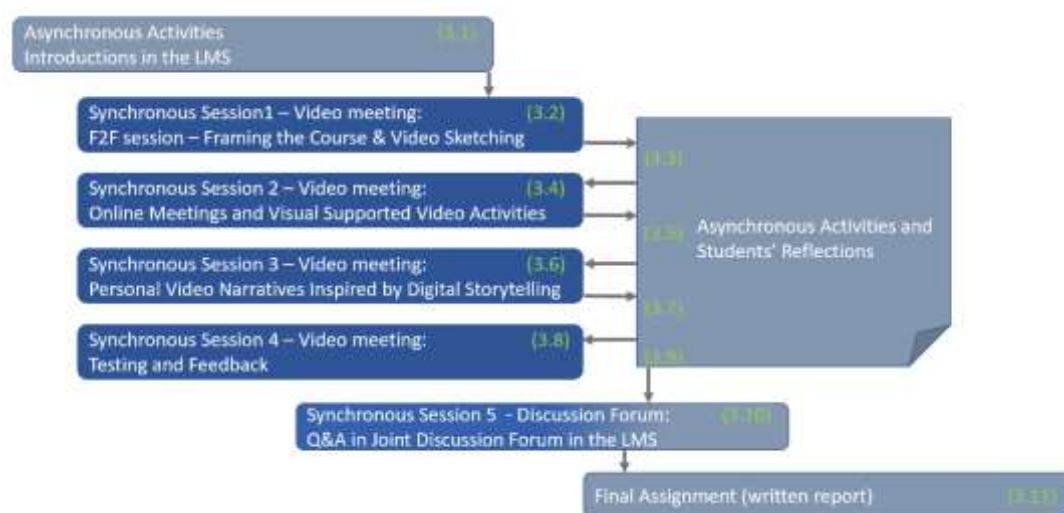 Asynchronous Activities (3.1)
Introductions in the LMS
Synchronous Session1 – Video meeting: (3.2)
F2F session – Framing the Course & Video Sketching
(3.3)
Synchronous Session 2 – Video meeting: (3.4)
Online Meetings and Visual Supported Video Activities
(3.5)
Asynchronous Activities and
Students' Reflections
Synchronous Session 3 – Video meeting: (3.6)
Personal Video Narratives Inspired by Digital Storytelling
(3.7)
Synchronous Session 4 – Video meeting: (3.8)
Testing and Feedback
(3.9)
Synchronous Session 5 - Discussion Forum: (3.10)
Q&A in Joint Discussion Forum in the LMS
Final Assignment (written report) (3.11)